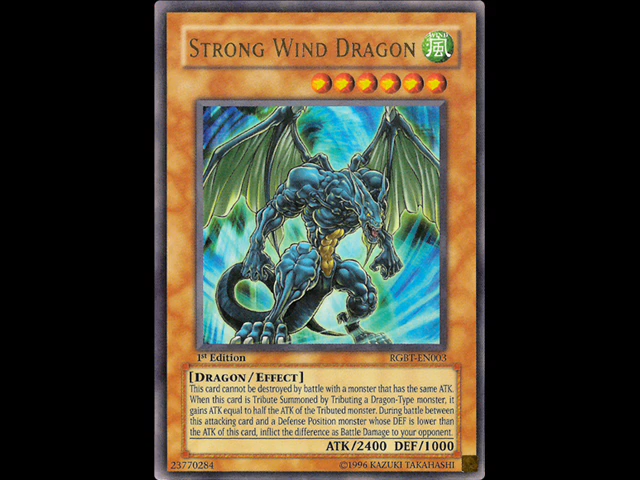 STRONG WIND DRAGON
WIND
風
1st Edition
RGBT-EN003
[DRAGON/EFFECT]
This card cannot be destroyed by battle with a monster that has the same ATK.
When this card is Tribute Summoned by Tributing a Dragon-Type monster, it
gains ATK equal to half the ATK of the Tributed monster. During battle between
this attacking card and a Defense Position monster whose DEF is lower than
the ATK of this card, inflict the difference as Battle Damage to your opponent.
ATK/2400 DEF/1000
23770284
©1996 KAZUKI TAKAHASHI